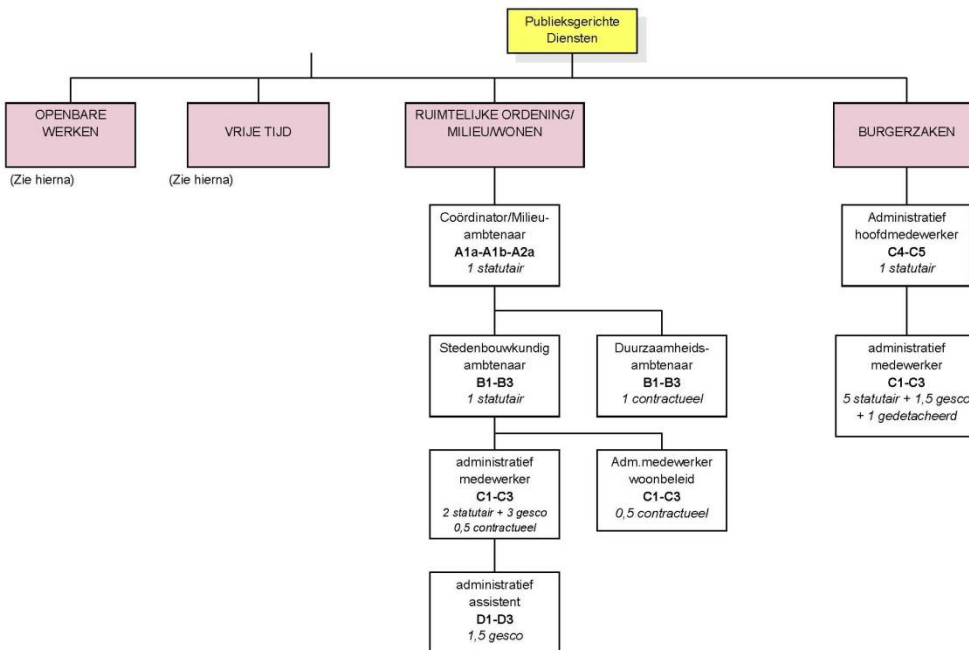 Publieksgerichte
Diensten
OPENBARE
WERKEN
(Zie hierna)
VRIJE TIJD
(Zie hierna)
RUIMTELIJKE ORDENING/
MILIEU/WONEN
BURGERZAKEN
Coördinator/Milieu-
ambtenaar
A1a-A1b-A2a
1 statutair
Stedenbouwkundig
ambtenaar
B1-B3
1 statutair
Duurzaamheids-
ambtenaar
B1-B3
1 contractueel
administratief
medewerker
C1-C3
2 statutair + 3 gesco
0,5 contractueel
Adm.medewerker
woonbeleid
C1-C3
0,5 contractueel
administratief
assistent
D1-D3
1,5 gesco
Administratief
hoofdmedewerker
C4-C5
1 statutair
administratief
medewerker
C1-C3
5 statutair + 1,5 gesco
+ 1 gedetacheerd